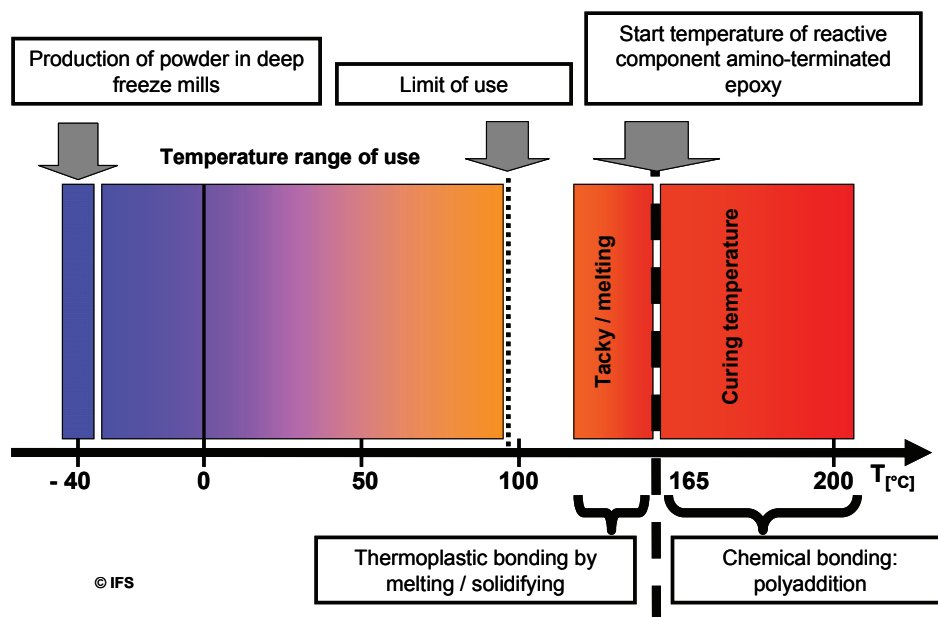 Production of powder in deep
freeze mills
Limit of use
Start temperature of reactive
component amino-terminated
epoxy
Temperature range of use
Tacky / melting
Curing temperature
- 40
0
50
100
165
200
T[°C]
Thermoplastic bonding by
melting / solidifying
Chemical bonding:
polyaddition
© IFS